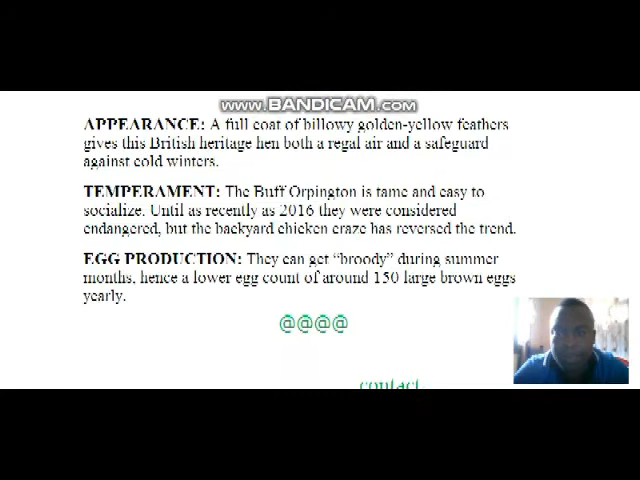 www.BANDICAM.com
APPEARANCE: A full coat of billowy golden-yellow feathers
gives this British heritage hen both a regal air and a safeguard
against cold winters.
TEMPERAMENT: The Buff Orpington is tame and easy to
socialize. Until as recently as 2016 they were considered
endangered, but the backyard chicken craze has reversed the trend.
EGG PRODUCTION: They can get “broody” during summer
months, hence a lower egg count of around 150 large brown eggs
yearly.
@@@@
contact